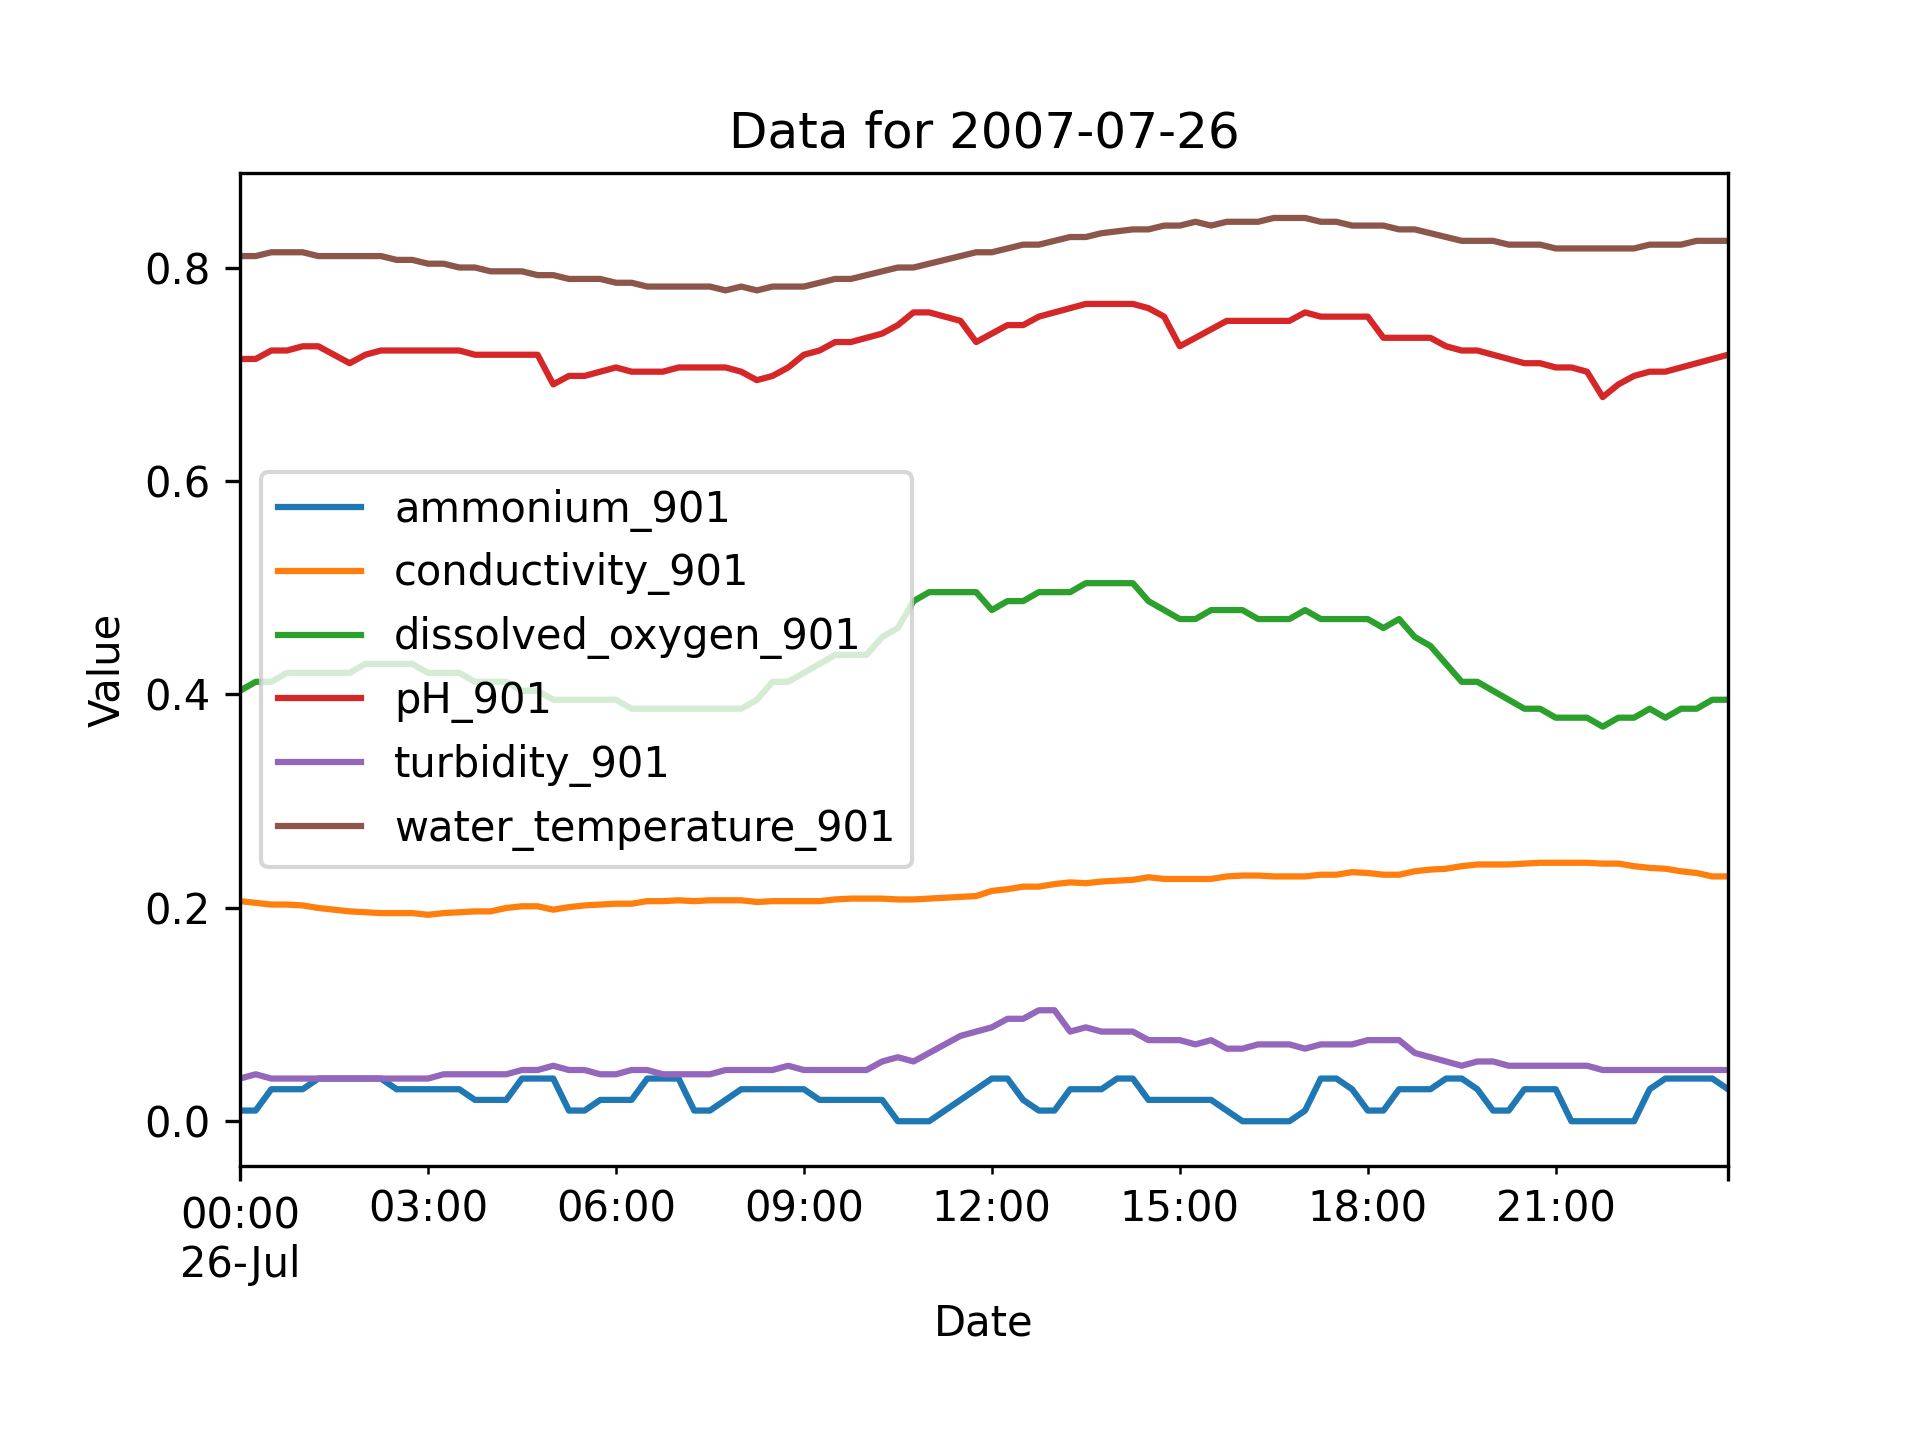 Data for 2007-07-26
Value
0.8
0.6
0.4
0.2
0.0
ammonium_901
conductivity_901
dissolved_oxygen_901
pH_901
turbidity_901
water_temperature_901
00:00 03:00 06:00 09:00 12:00 15:00 18:00 21:00
26-Jul
Date